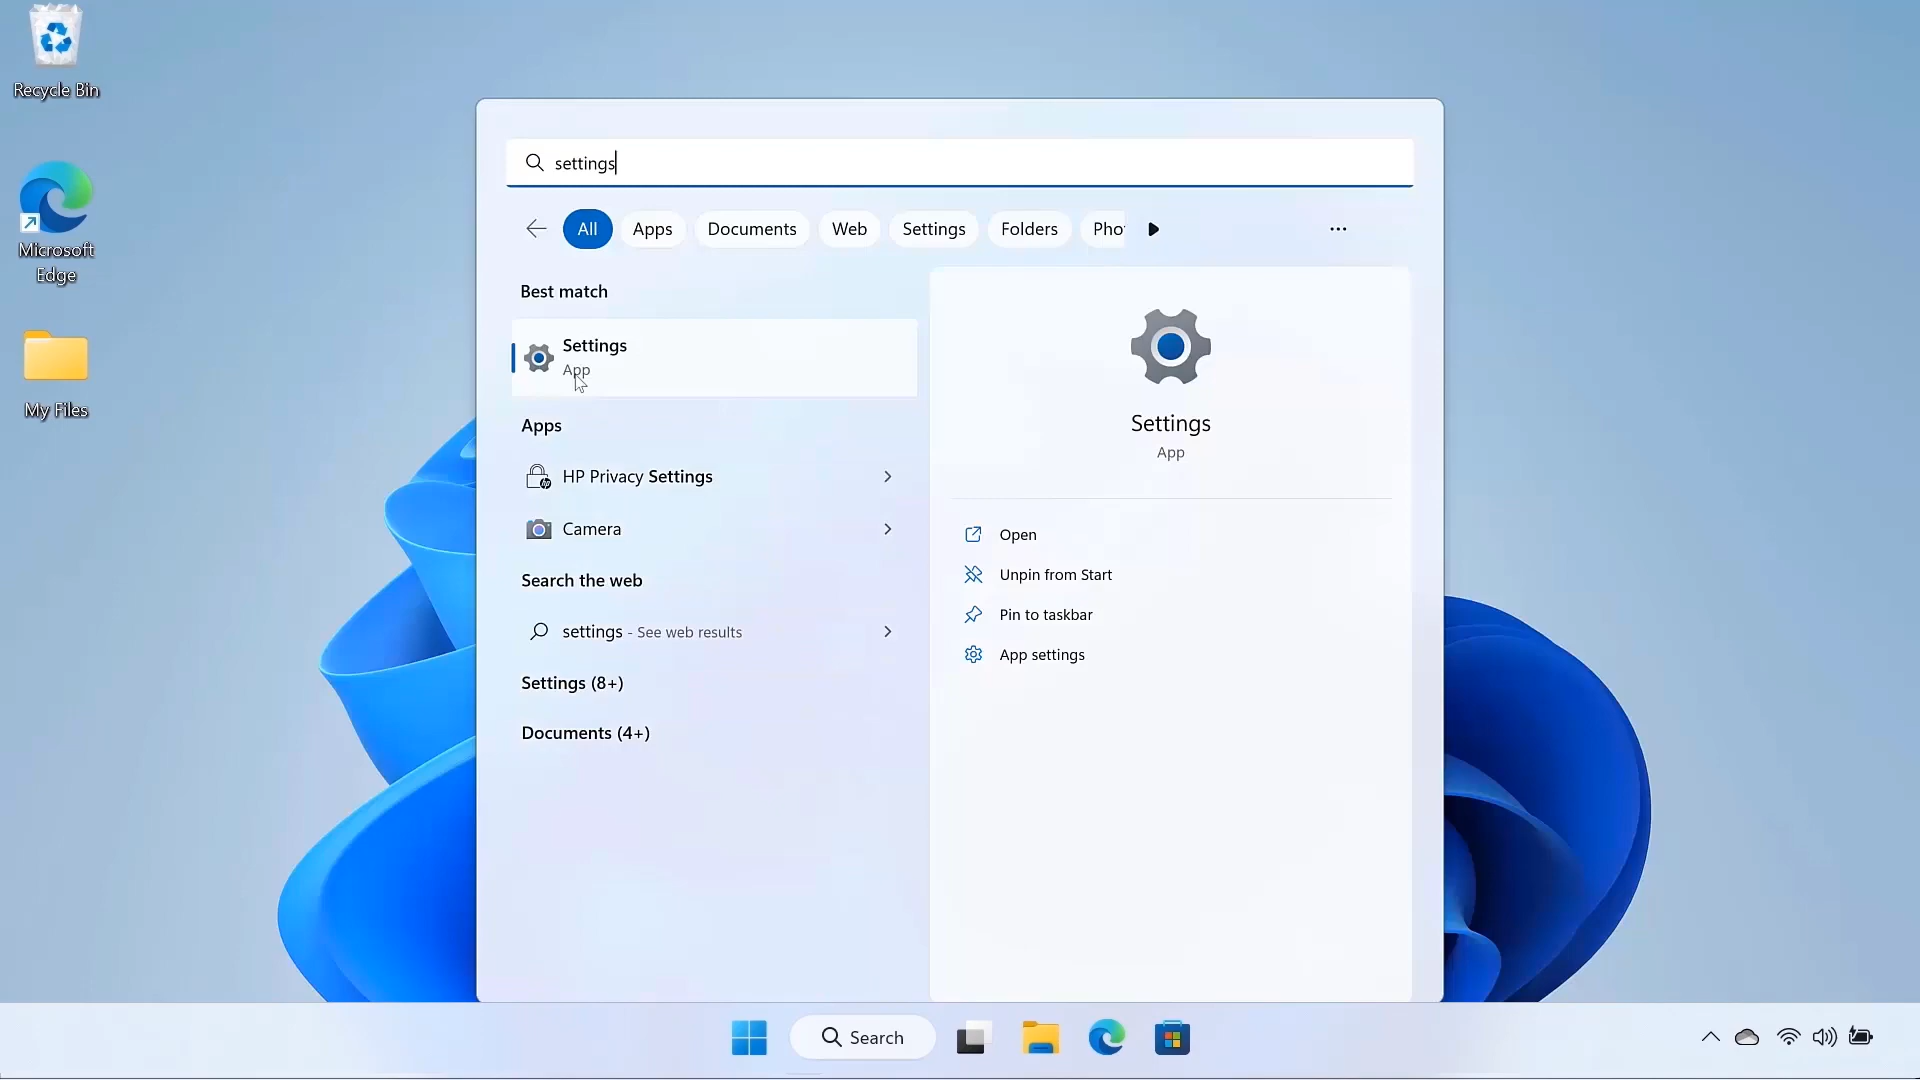 Recycle Bin
Microsoft
Edge
My Files
settings
All
Apps
Documents
Web
Settings
Folders
Pho
Best match
Settings
App
Apps
HP Privacy Settings
Camera
Search the web
settings - See web results
Settings (8+)
Documents (4+)
Settings
App
Open
Unpin from Start
Pin to taskbar
App settings
Search